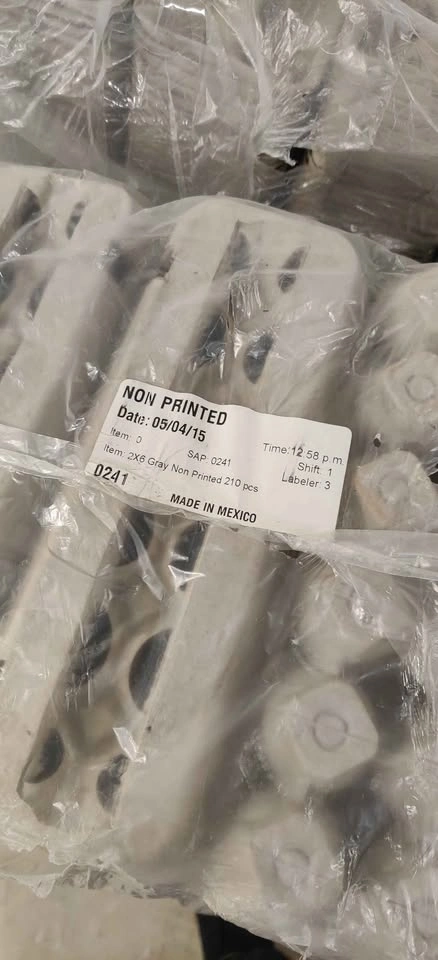 NON PRINTED
Date: 05/04/15
Time: 12:58 p.m.
Item: 0
SAP: 0241
Shift: 1
Item: 2X6 Gray Non Printed 210 pcs
Labeler: 3
0241
MADE IN MEXICO